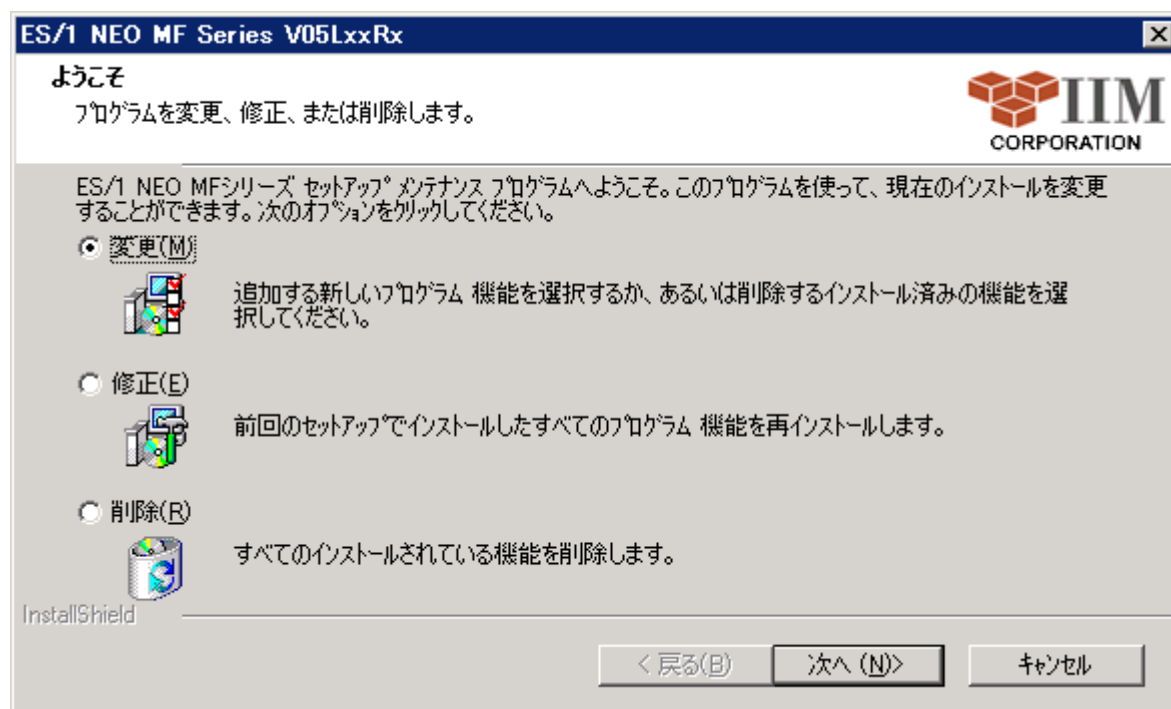 ES/1 NEO MF Series V05LxxRx
ようこそ
プログラムを変更、修正、または削除します。
IIM
CORPORATION
ES/1 NEO MFシリーズ セットアップ メンテナンス プログラムへようこそ。このプログラムを使って、現在のインストールを変更
することができます。次のオプションをクリックしてください。
変更(M)
追加する新しいプログラム 機能を選択するか、あるいは削除するインストール済みの機能を選
択してください。
修正(E)
前回のセットアップでインストールしたすべてのプログラム 機能を再インストールします。
削除(R)
すべてのインストールされている機能を削除します。
InstallShield
< 戻る(B)
次へ (N)>
キャンセル